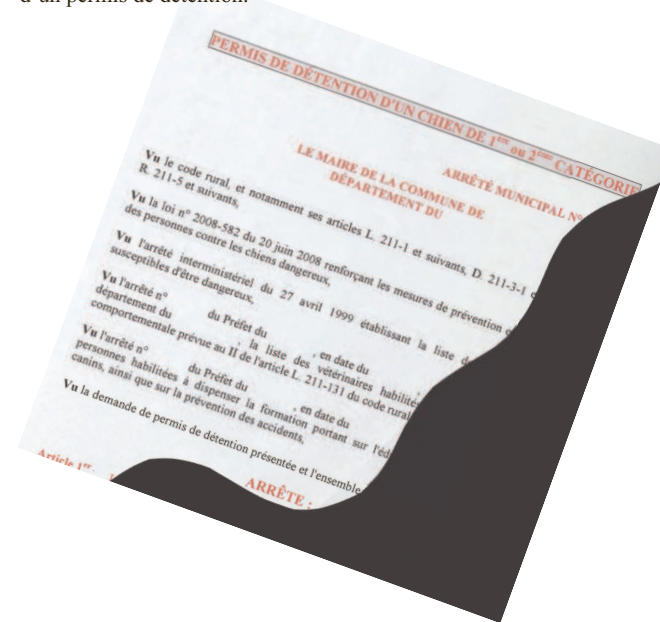 d'un permis de détention.
PERMIS DE DÉTENTION D'UN CHIEN DE 1ère ou 2ème CATÉGORIE
ARRÊTÉ MUNICIPAL N°
LE MAIRE DE LA COMMUNE DE
DÉPARTEMENT DU
Vu le code rural, et notamment ses articles L. 211-1 et suivants, D. 211-3-1
R. 211-5 et suivants,
Vu la loi n° 2008-582 du 20 juin 2008 renforçant les mesures de prévention
des personnes contre les chiens dangereux,
Vu l'arrêté interministériel du 27 avril 1999 établissant la liste
susceptibles d'être dangereux,
Vu l'arrêté n° du Préfet du , en date du
département du , la liste des vétérinaires habilités
comportementale prévue au II de l'article L. 211-131 du code rural
Vu l'arrêté n° du Préfet du , en date du
personnes habilitées à dispenser la formation portant sur
canins, ainsi que sur la prévention des accidents,
Vu la demande de permis de détention présentée et l'ensemble
ARRÊTE :
Article 1er :